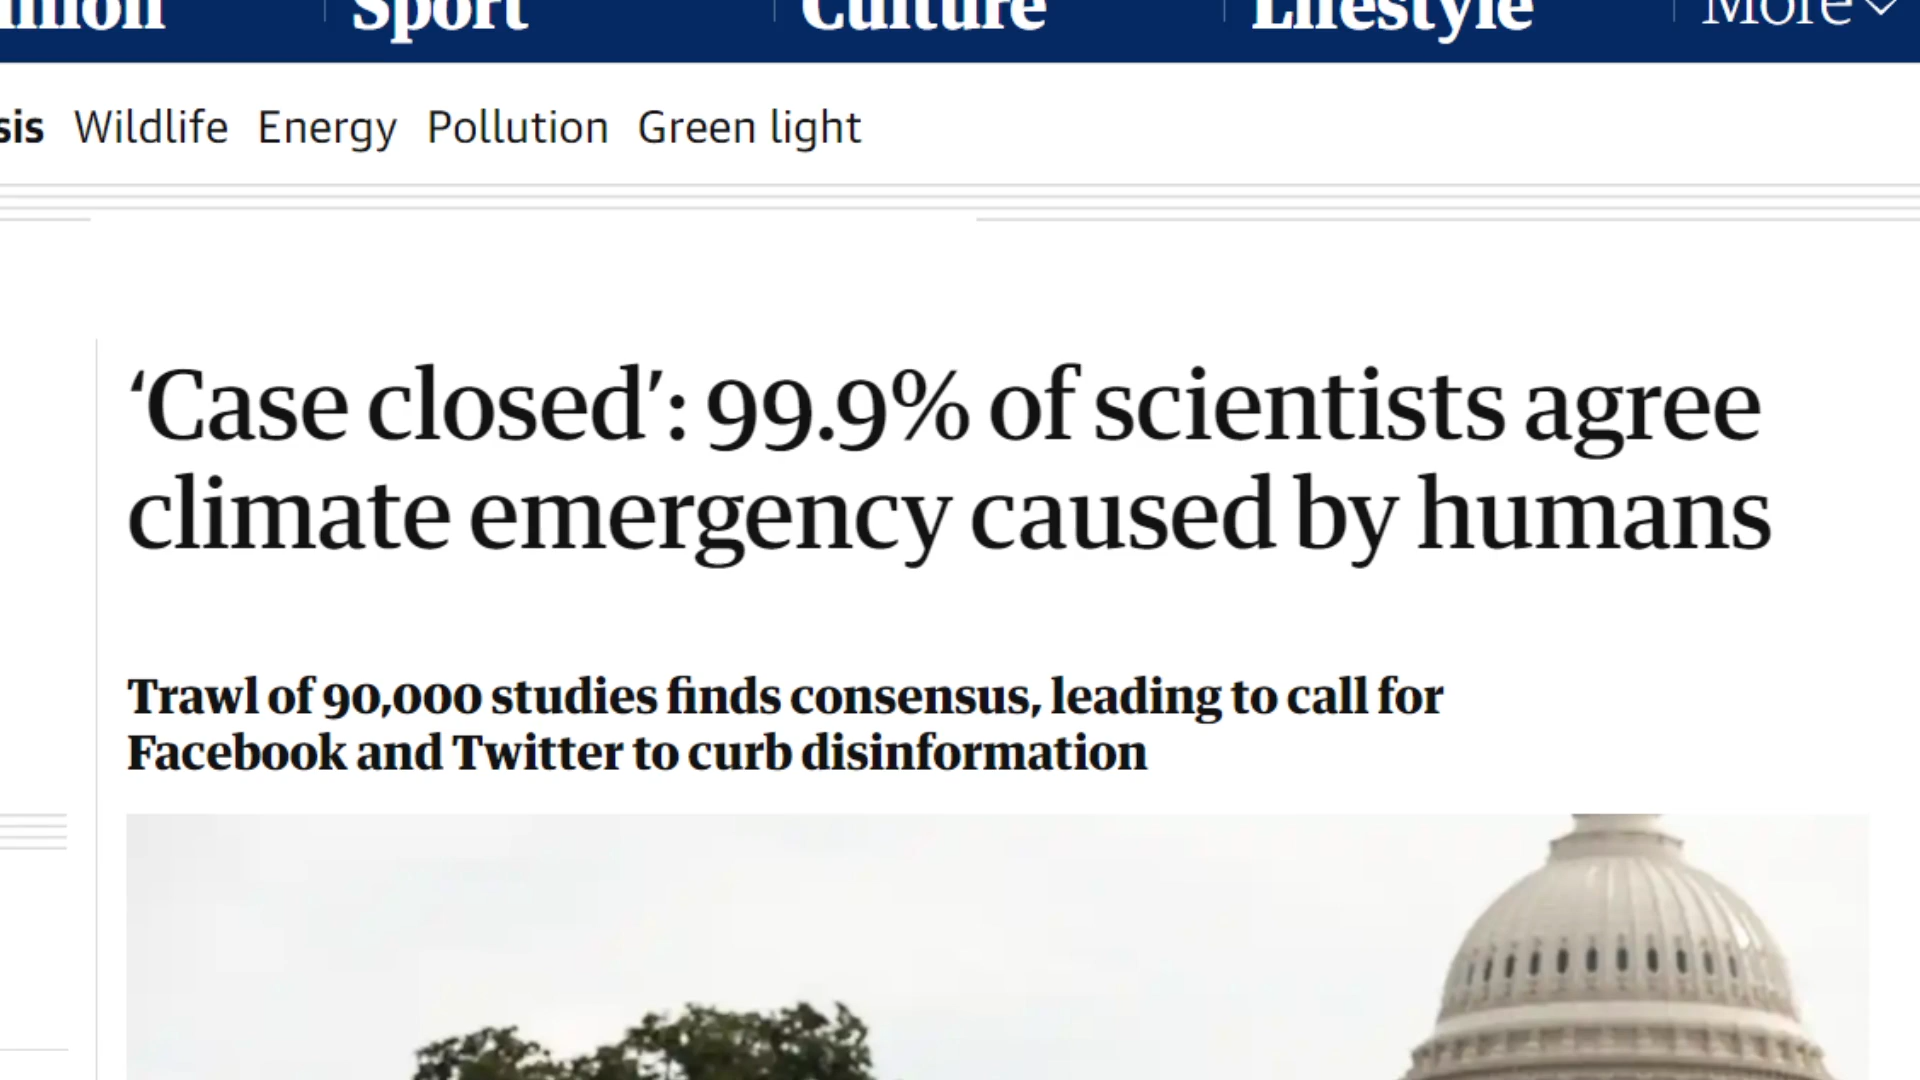 Sport Culture Lifestyle More
Wildlife Energy Pollution Green light
‘Case closed’: 99.9% of scientists agree
climate emergency caused by humans
Trawl of 90,000 studies finds consensus, leading to call for
Facebook and Twitter to curb disinformation